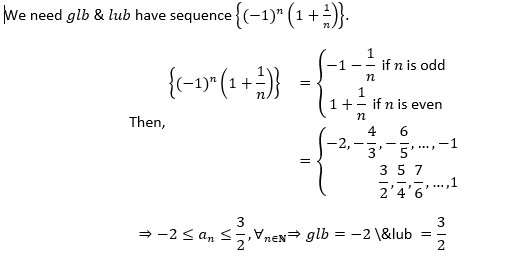 We need glb & lub have sequence {(−1)ⁿ (1 + 1/n)}.
{(−1)ⁿ (1 + 1/n)} = { −1 − 1/n if n is odd
1 + 1/n if n is even
Then,
= { −2, −4/3, −6/5, ..., −1
3/2, 5/4, 7/6, ..., 1
⇒ −2 ≤ aₙ ≤ 3/2, ∀n∈ℕ ⇒ glb = −2 \&lub = 3/2